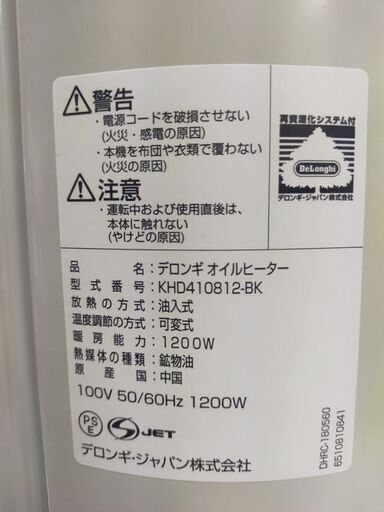 警告
・電源コードを破損させない
(火災・感電の原因)
・本機を布団や衣類で覆わない
(火災の原因)
注意
・運転中および使用直後は、
本体に触れない
(やけどの原因)
再資源化システム付
DeLonghi
デロンギ・ジャパン株式会社
品名：デロンギ オイルヒーター
型式番号：KHD410812-BK
放熱の方式：油入式
温度調節の方式：可変式
暖房能力：1200W
熱媒体の種類：鉱物油
原産国：中国
100V 50/60Hz 1200W
PS
E
JET
デロンギ・ジャパン株式会社
DHRC-180560
6510810841